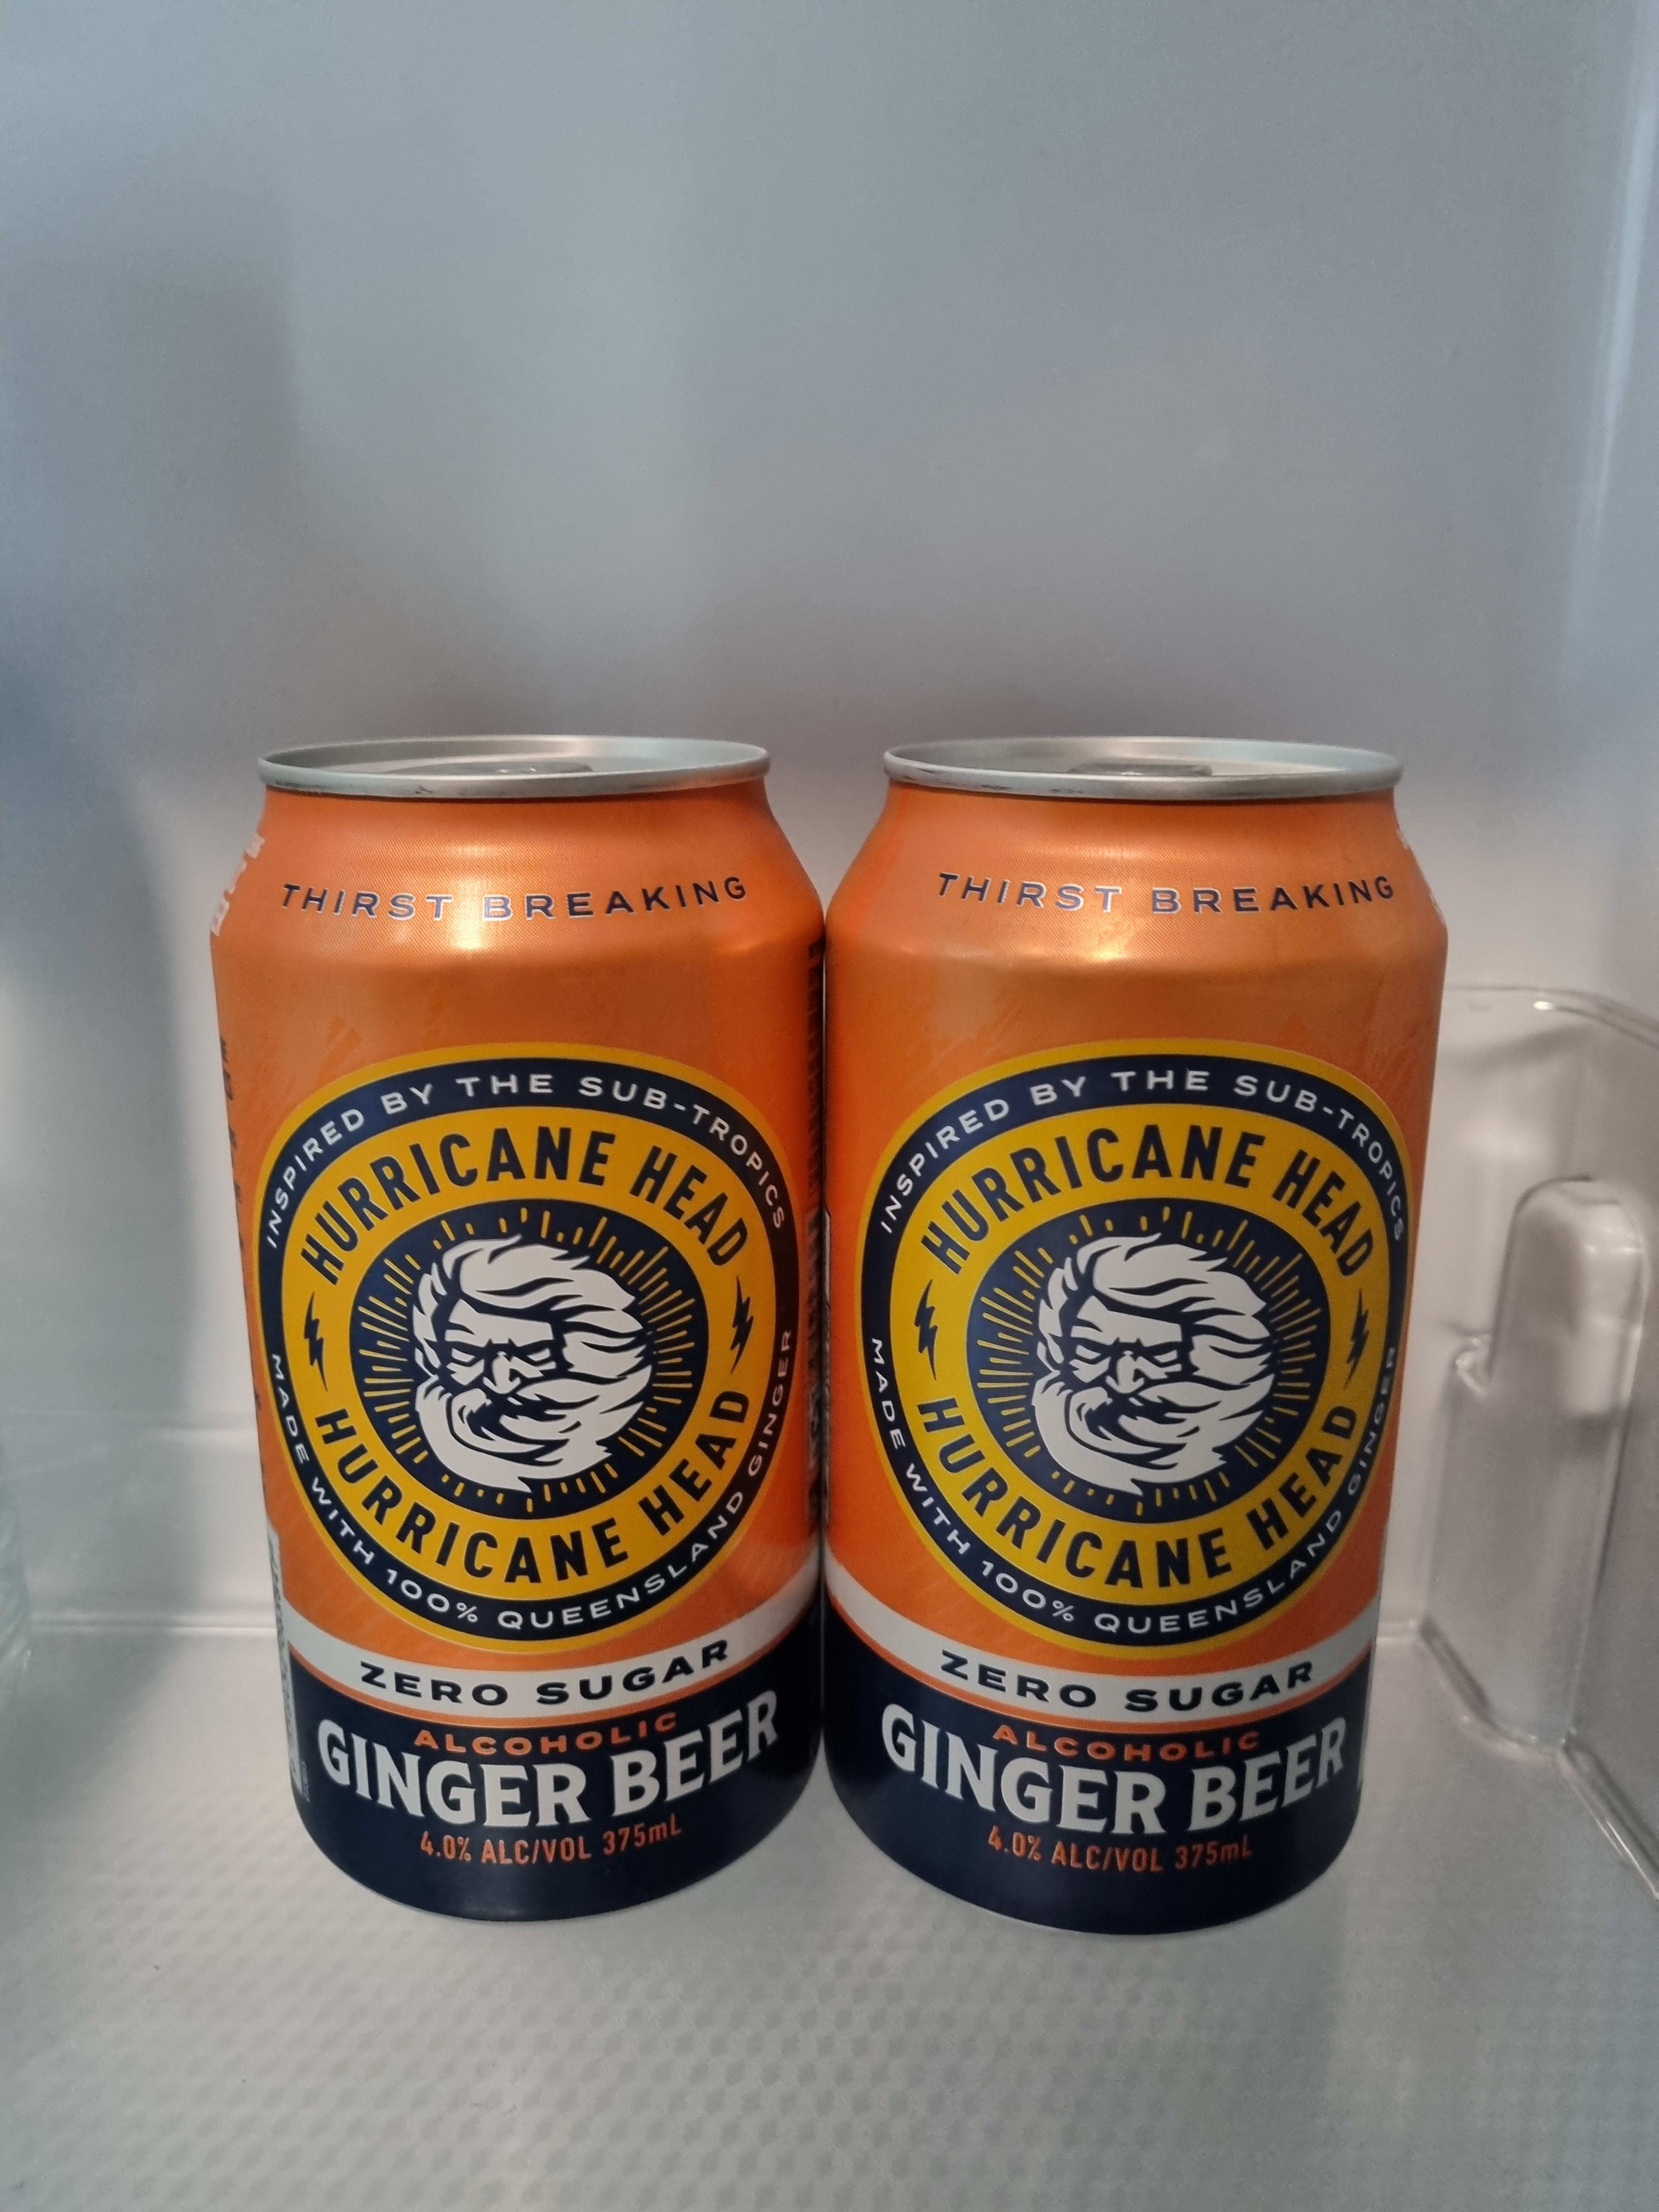 THIRST BREAKING
INSPIRED BY THE SUB-TROPICS
HURRICANE HEAD
HURRICANE HEAD
MADE WITH 100% QUEENSLAND GINGER
ZERO SUGAR
ALCOHOLIC
GINGER BEER
4.0% ALC/VOL 375mL
THIRST BREAKING
INSPIRED BY THE SUB-TROPICS
HURRICANE HEAD
HURRICANE HEAD
MADE WITH 100% QUEENSLAND GINGER
ZERO SUGAR
ALCOHOLIC
GINGER BEER
4.0% ALC/VOL 375mL